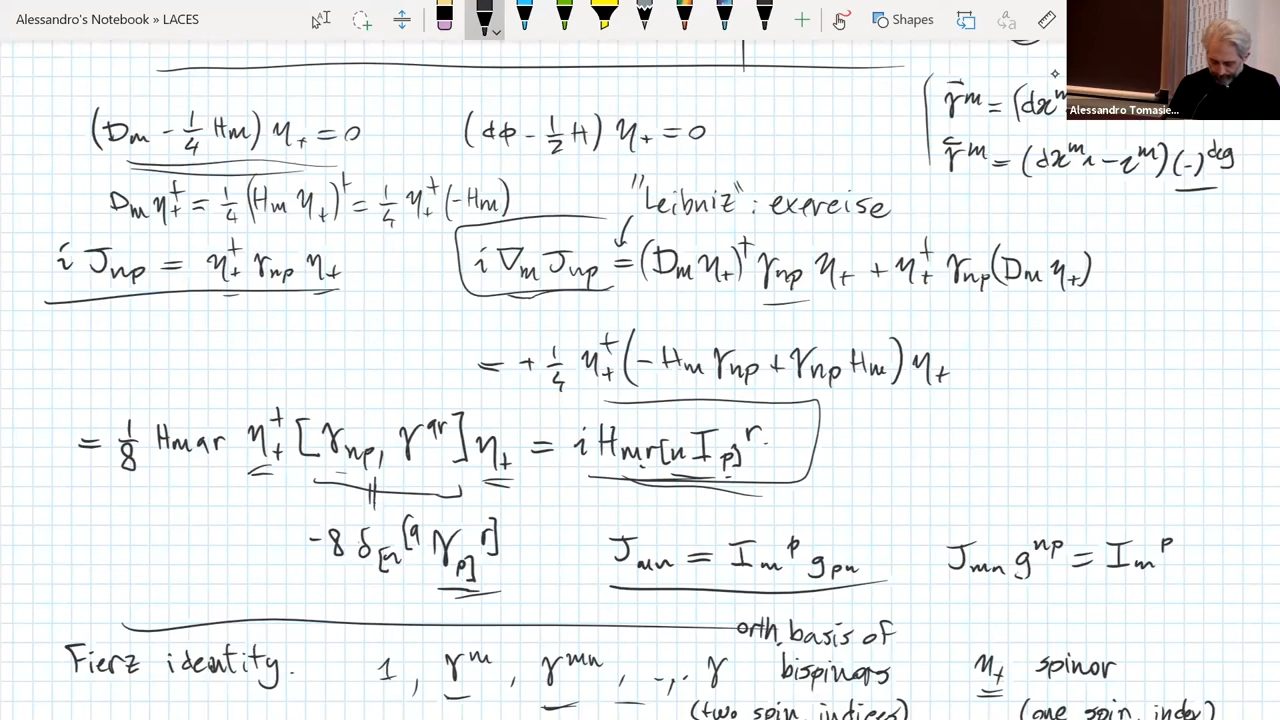 Alessandro's Notebook » LACES
Shapes
Alessandro Tomasie...
(D_m - 1/4 H_m) η_+ = 0
(dφ - 1/2 H) η_+ = 0
γ⃗^m = (dx^m
γ⃖^m = (dx^m∧ - ι^m)(-)^deg
D_m η_+^† = 1/4 (H_m η_+)^† = 1/4 η_+^† (-H_m)
"Leibniz": exercise
i J_np = η_+^† γ_np η_+
i ∇_m J_np = (D_m η_+)^† γ_np η_+ + η_+^† γ_np (D_m η_+)
= + 1/4 η_+^† (-H_m γ_np + γ_np H_m) η_+
= 1/8 H_mqr η_+^† [γ_np, γ^qr] η_+ = i H_mr[n I_p]^r
-8 δ_[n^[q γ_p]^r]
J_mn = I_m^p g_pn
J_mn g^np = I_m^p
Fierz identity.
1, γ^m, γ^mn, ..., γ
orth. basis of
bispinors
(two spin. indices)
η_+ spinor
(one spin. index)